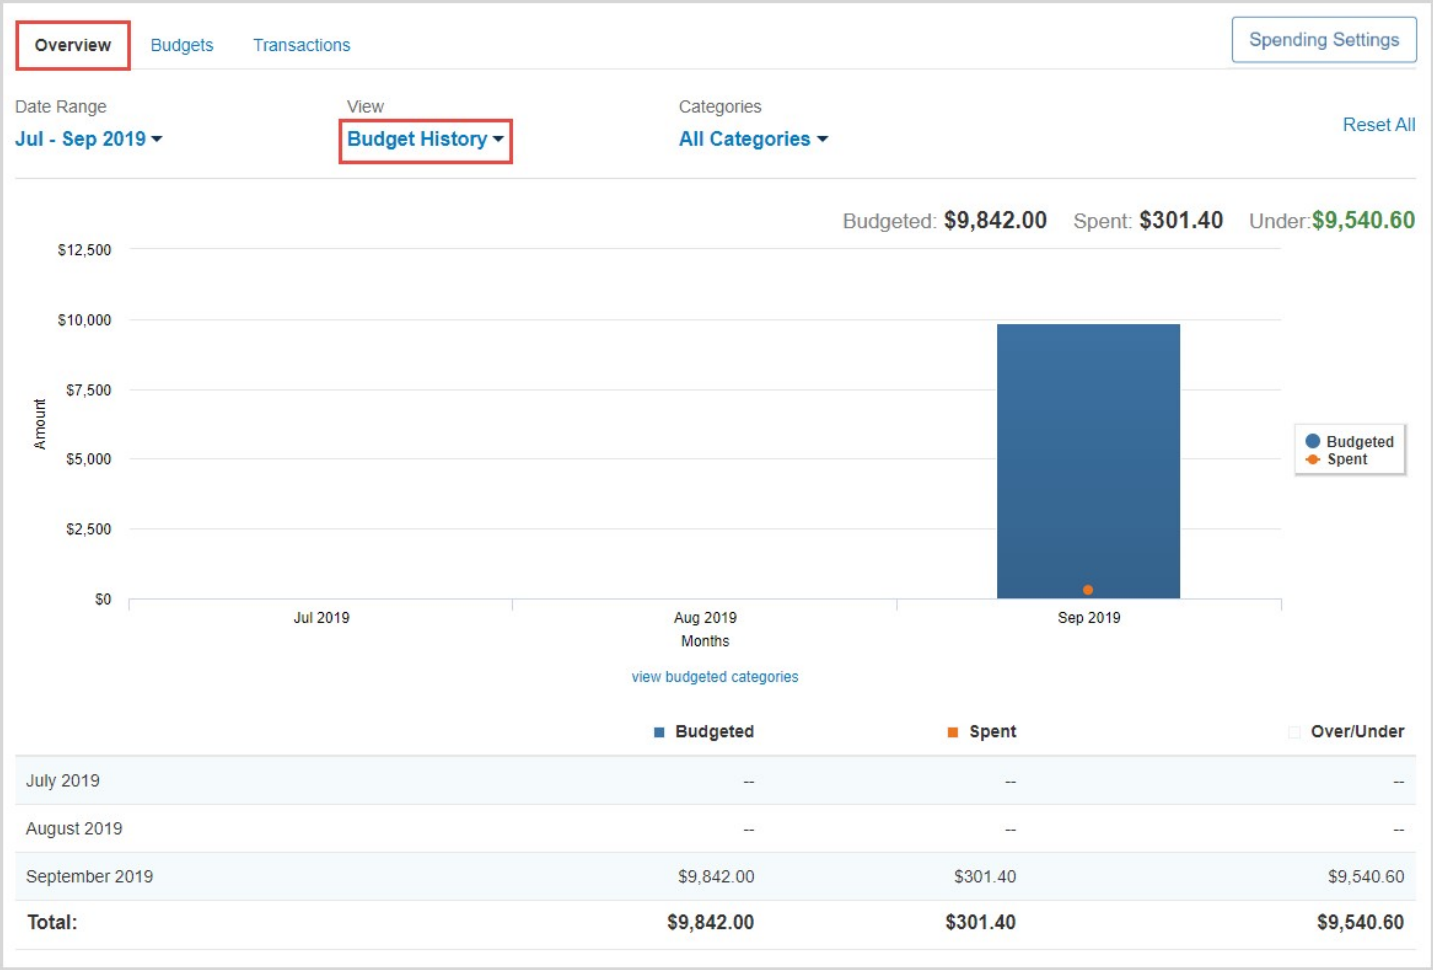 Overview Budgets Transactions Spending Settings
Date Range View Categories
Jul - Sep 2019 Budget History All Categories Reset All
Budgeted: $9,842.00 Spent: $301.40 Under:$9,540.60
$12,500
$10,000
$7,500
$5,000
$2,500
$0
Amount
Budgeted
Spent
Jul 2019 Aug 2019 Sep 2019
Months
view budgeted categories
Budgeted Spent Over/Under
July 2019 -- -- --
August 2019 -- -- --
September 2019 $9,842.00 $301.40 $9,540.60
Total: $9,842.00 $301.40 $9,540.60